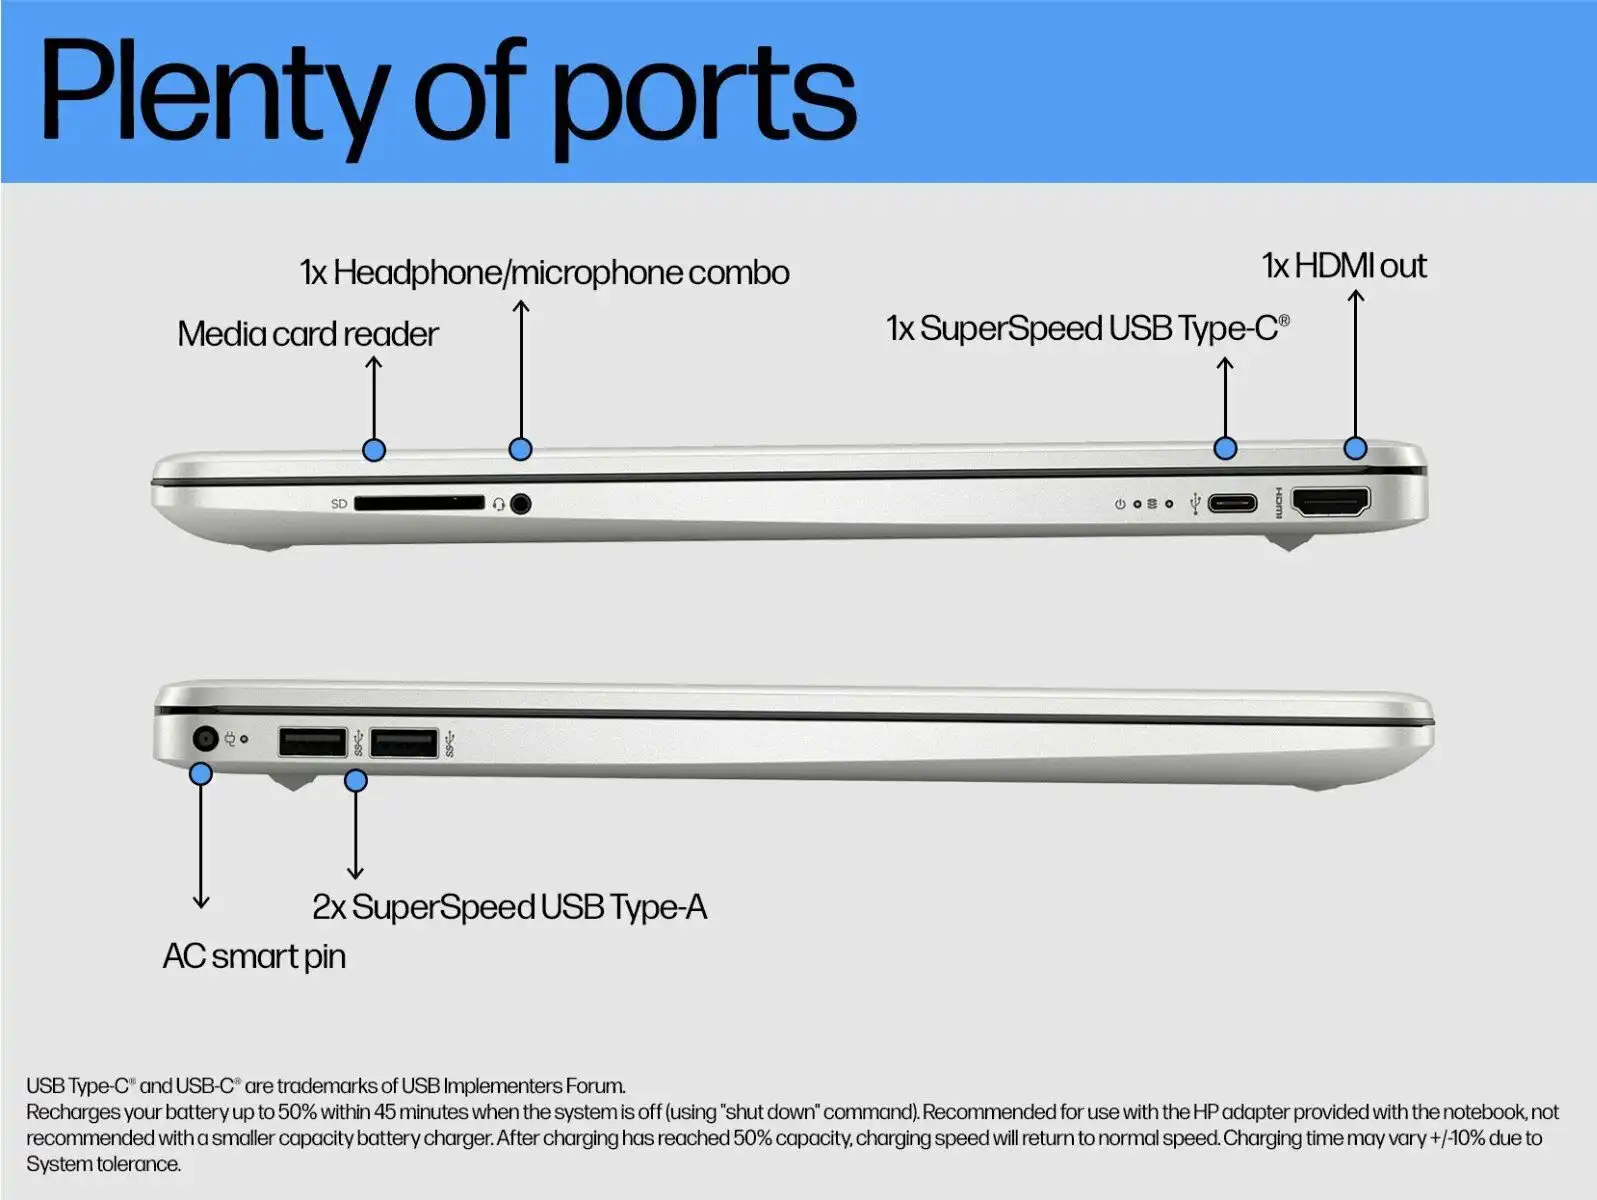 Plenty of ports
1x Headphone/microphone combo
1x HDMI out
Media card reader
1x SuperSpeed USB Type-C®
SD
HDMI
SS
SS
2x SuperSpeed USB Type-A
AC smart pin
USB Type-C® and USB-C® are trademarks of USB Implementers Forum.
Recharges your battery up to 50% within 45 minutes when the system is off (using "shut down" command). Recommended for use with the HP adapter provided with the notebook, not
recommended with a smaller capacity battery charger. After charging has reached 50% capacity, charging speed will return to normal speed. Charging time may vary +/-10% due to
System tolerance.